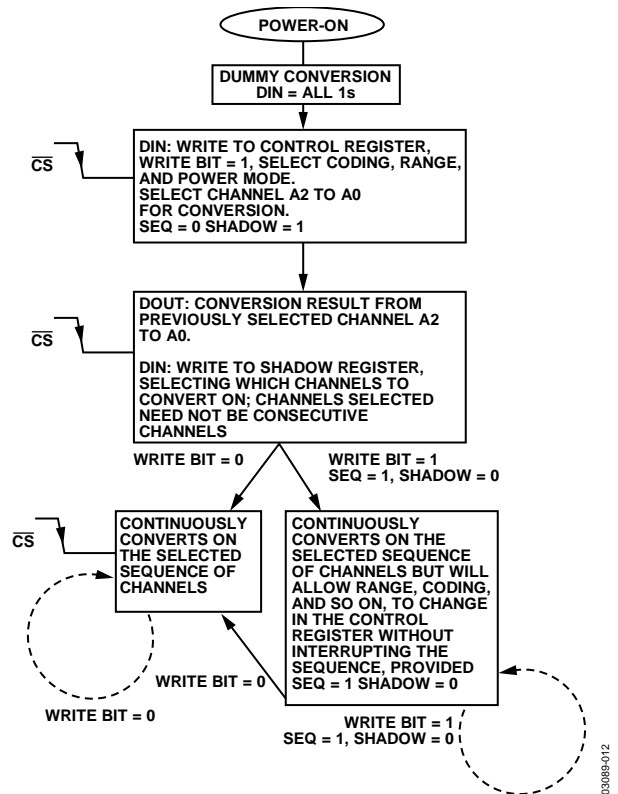 POWER-ON
DUMMY CONVERSION
DIN = ALL 1s
CS
DIN: WRITE TO CONTROL REGISTER,
WRITE BIT = 1, SELECT CODING, RANGE,
AND POWER MODE.
SELECT CHANNEL A2 TO A0
FOR CONVERSION.
SEQ = 0 SHADOW = 1
CS
DOUT: CONVERSION RESULT FROM
PREVIOUSLY SELECTED CHANNEL A2
TO A0.
DIN: WRITE TO SHADOW REGISTER,
SELECTING WHICH CHANNELS TO
CONVERT ON; CHANNELS SELECTED
NEED NOT BE CONSECUTIVE
CHANNELS
WRITE BIT = 0
WRITE BIT = 1
SEQ = 1, SHADOW = 0
CS
CONTINUOUSLY
CONVERTS ON
THE SELECTED
SEQUENCE OF
CHANNELS
CONTINUOUSLY
CONVERTS ON THE
SELECTED SEQUENCE
OF CHANNELS BUT WILL
ALLOW RANGE, CODING,
AND SO ON, TO CHANGE
IN THE CONTROL
REGISTER WITHOUT
INTERRUPTING THE
SEQUENCE, PROVIDED
SEQ = 1 SHADOW = 0
WRITE BIT = 0
WRITE BIT = 0
WRITE BIT = 1
SEQ = 1, SHADOW = 0
03089-012